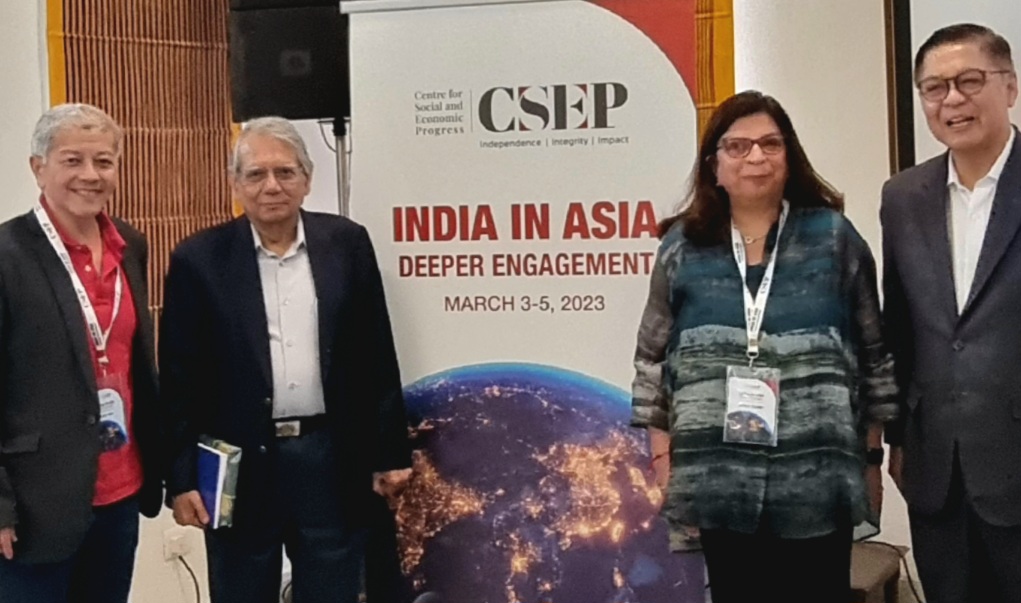 Centre for
Social and
Economic
Progress
CSEP
Independence | Integrity | Impact
INDIA IN ASIA
DEEPER ENGAGEMENT
MARCH 3-5, 2023